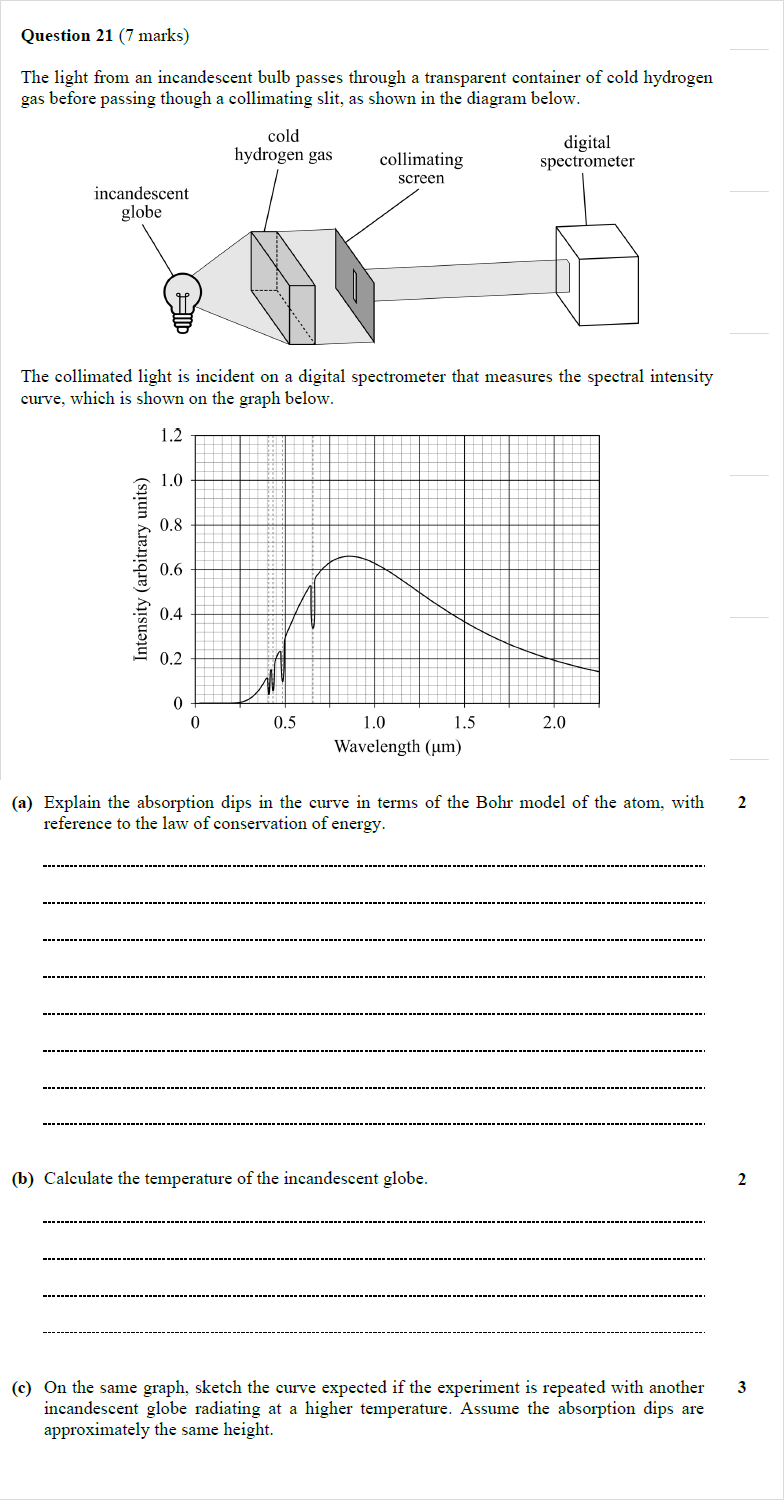 Question 21 (7 marks)
The light from an incandescent bulb passes through a transparent container of cold hydrogen
gas before passing though a collimating slit, as shown in the diagram below.
cold
hydrogen gas
digital
spectrometer
collimating
screen
incandescent
globe
The collimated light is incident on a digital spectrometer that measures the spectral intensity
curve, which is shown on the graph below.
1.2
1.0
0.8
0.6
0.4
0.2
0
Intensity (arbitrary units)
0 0.5 1.0 1.5 2.0
Wavelength (μm)
(a) Explain the absorption dips in the curve in terms of the Bohr model of the atom, with 2
reference to the law of conservation of energy.
(b) Calculate the temperature of the incandescent globe. 2
(c) On the same graph, sketch the curve expected if the experiment is repeated with another 3
incandescent globe radiating at a higher temperature. Assume the absorption dips are
approximately the same height.